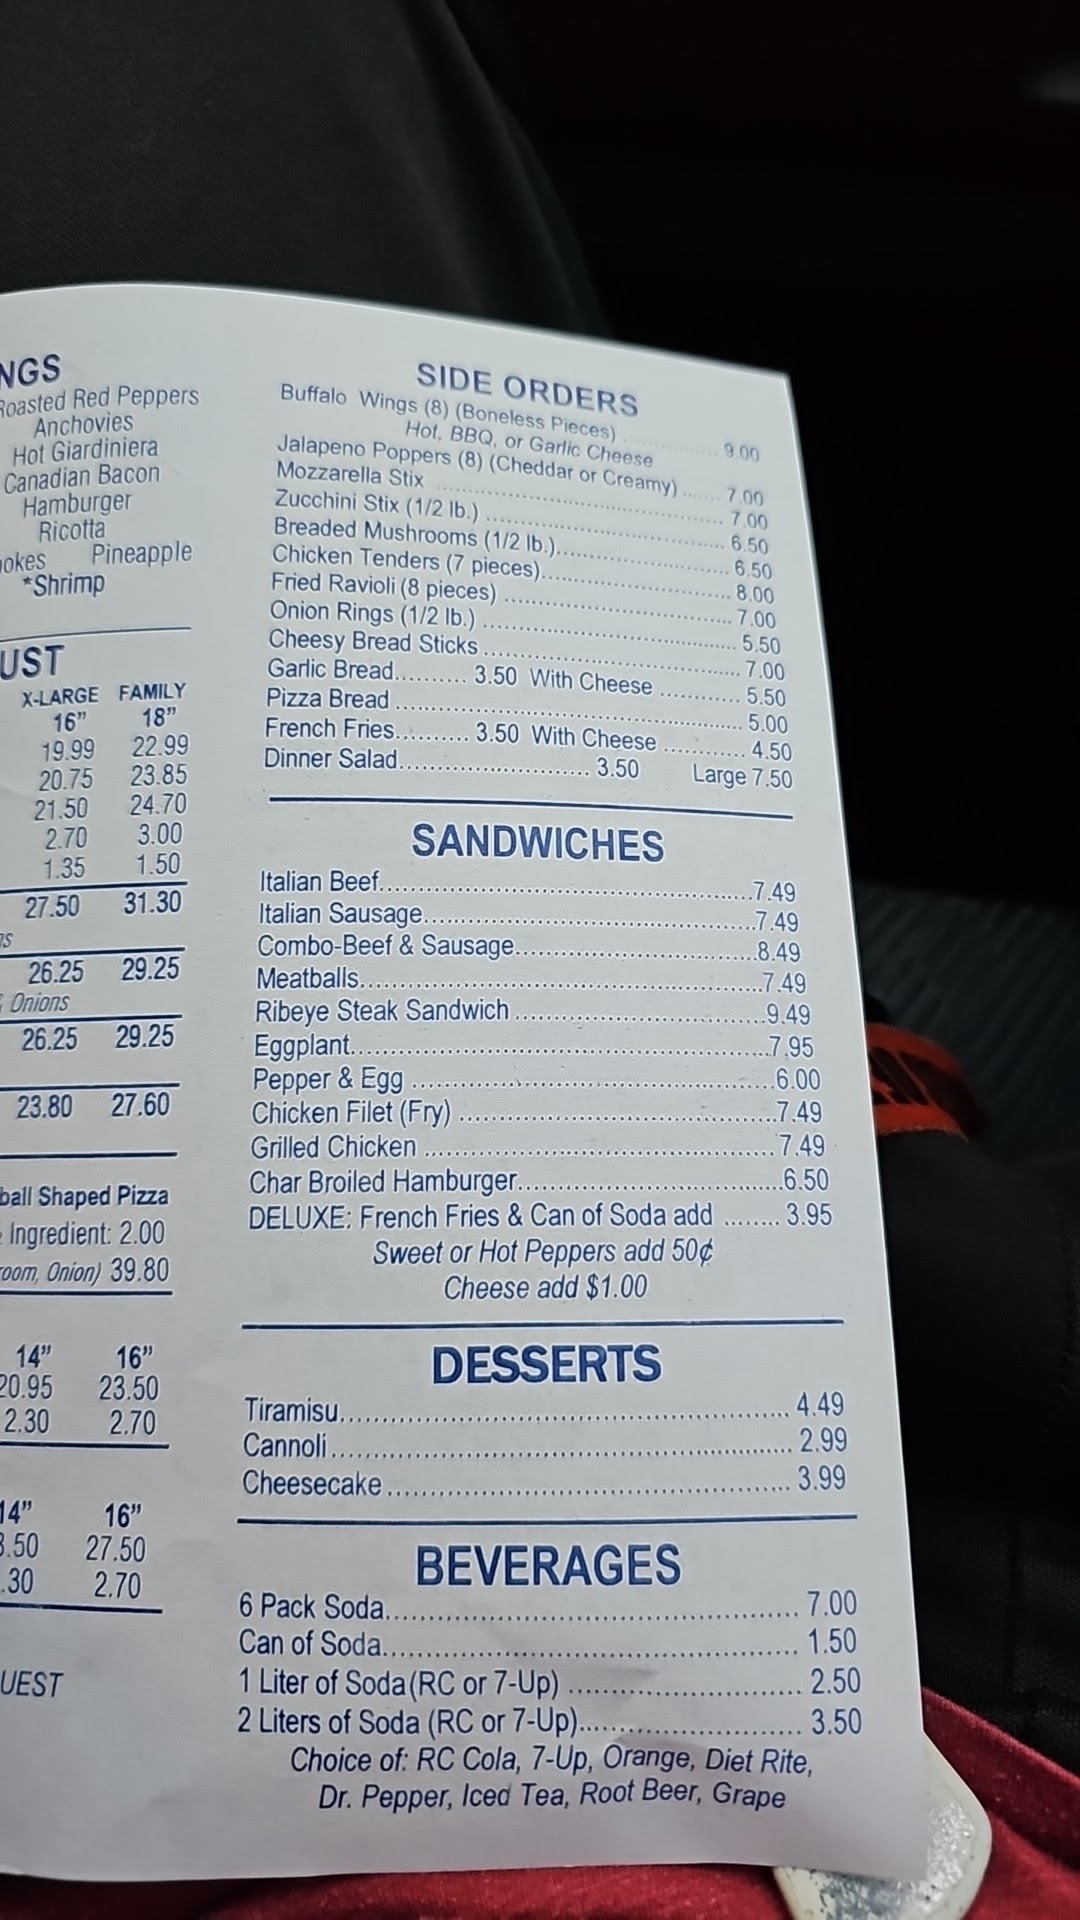 NGS
Roasted Red Peppers
Anchovies
Hot Giardiniera
Canadian Bacon
Hamburger
Ricotta
okes Pineapple
*Shrimp
UST
X-LARGE FAMILY
16" 18"
19.99 22.99
20.75 23.85
21.50 24.70
2.70 3.00
1.35 1.50
27.50 31.30
26.25 29.25
& Onions
26.25 29.25
23.80 27.60
ball Shaped Pizza
Ingredient: 2.00
room, Onion) 39.80
14" 16"
20.95 23.50
2.30 2.70
14" 16"
3.50 27.50
.30 2.70
UEST
SIDE ORDERS
Buffalo Wings (8) (Boneless Pieces) ........ 9.00
Hot, BBQ, or Garlic Cheese
Jalapeno Poppers (8) (Cheddar or Creamy) ....... 7.00
Mozzarella Stix ........ 7.00
Zucchini Stix (1/2 lb.) ........ 6.50
Breaded Mushrooms (1/2 lb.)........ 6.50
Chicken Tenders (7 pieces)........ 8.00
Fried Ravioli (8 pieces) ........ 7.00
Onion Rings (1/2 lb.) ........ 5.50
Cheesy Bread Sticks ........ 7.00
Garlic Bread.......... 3.50 With Cheese .......... 5.50
Pizza Bread ........ 5.00
French Fries.......... 3.50 With Cheese .......... 4.50
Dinner Salad........ 3.50 Large 7.50
SANDWICHES
Italian Beef........7.49
Italian Sausage........7.49
Combo-Beef & Sausage........8.49
Meatballs........7.49
Ribeye Steak Sandwich ........9.49
Eggplant........7.95
Pepper & Egg ........6.00
Chicken Filet (Fry) ........7.49
Grilled Chicken ........7.49
Char Broiled Hamburger........6.50
DELUXE: French Fries & Can of Soda add ........ 3.95
Sweet or Hot Peppers add 50¢
Cheese add $1.00
DESSERTS
Tiramisu........ 4.49
Cannoli........ 2.99
Cheesecake........ 3.99
BEVERAGES
6 Pack Soda........ 7.00
Can of Soda........ 1.50
1 Liter of Soda(RC or 7-Up) ........ 2.50
2 Liters of Soda (RC or 7-Up)........ 3.50
Choice of: RC Cola, 7-Up, Orange, Diet Rite,
Dr. Pepper, Iced Tea, Root Beer, Grape